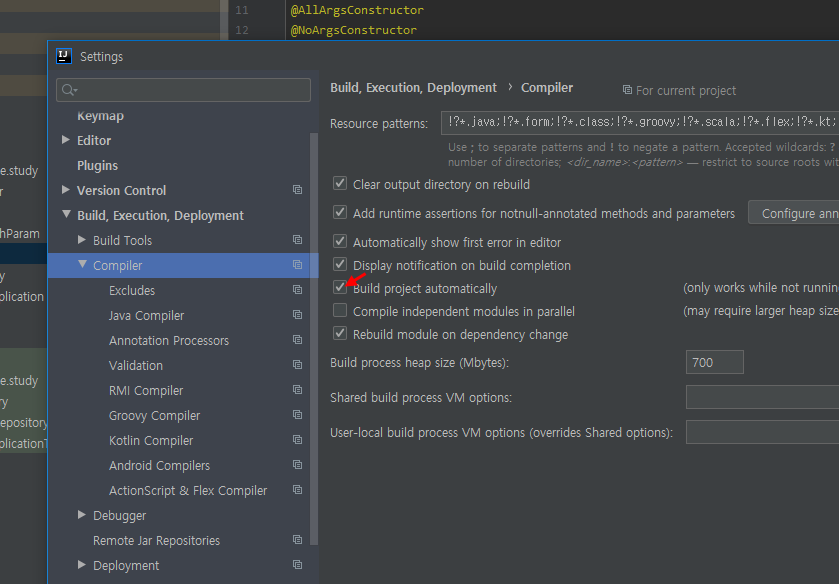 11 @AllArgsConstructor
12 @NoArgsConstructor
Settings
Keymap
Editor
Plugins
Version Control
Build, Execution, Deployment
Build Tools
Compiler
Excludes
Java Compiler
Annotation Processors
Validation
RMI Compiler
Groovy Compiler
Kotlin Compiler
Android Compilers
ActionScript & Flex Compiler
Debugger
Remote Jar Repositories
Deployment
Build, Execution, Deployment › Compiler For current project
Resource patterns: !?*.java;!?*.form;!?*.class;!?*.groovy;!?*.scala;!?*.flex;!?*.kt;
Use ; to separate patterns and ! to negate a pattern. Accepted wildcards: ?
number of directories; <dir_name>:<pattern> — restrict to source roots wit
Clear output directory on rebuild
Add runtime assertions for notnull-annotated methods and parameters Configure ann
Automatically show first error in editor
Display notification on build completion
Build project automatically (only works while not runnin
Compile independent modules in parallel (may require larger heap size
Rebuild module on dependency change
Build process heap size (Mbytes): 700
Shared build process VM options:
User-local build process VM options (overrides Shared options):
e.study
r
hParam
y
plication
e.study
ry
epository
plicationT